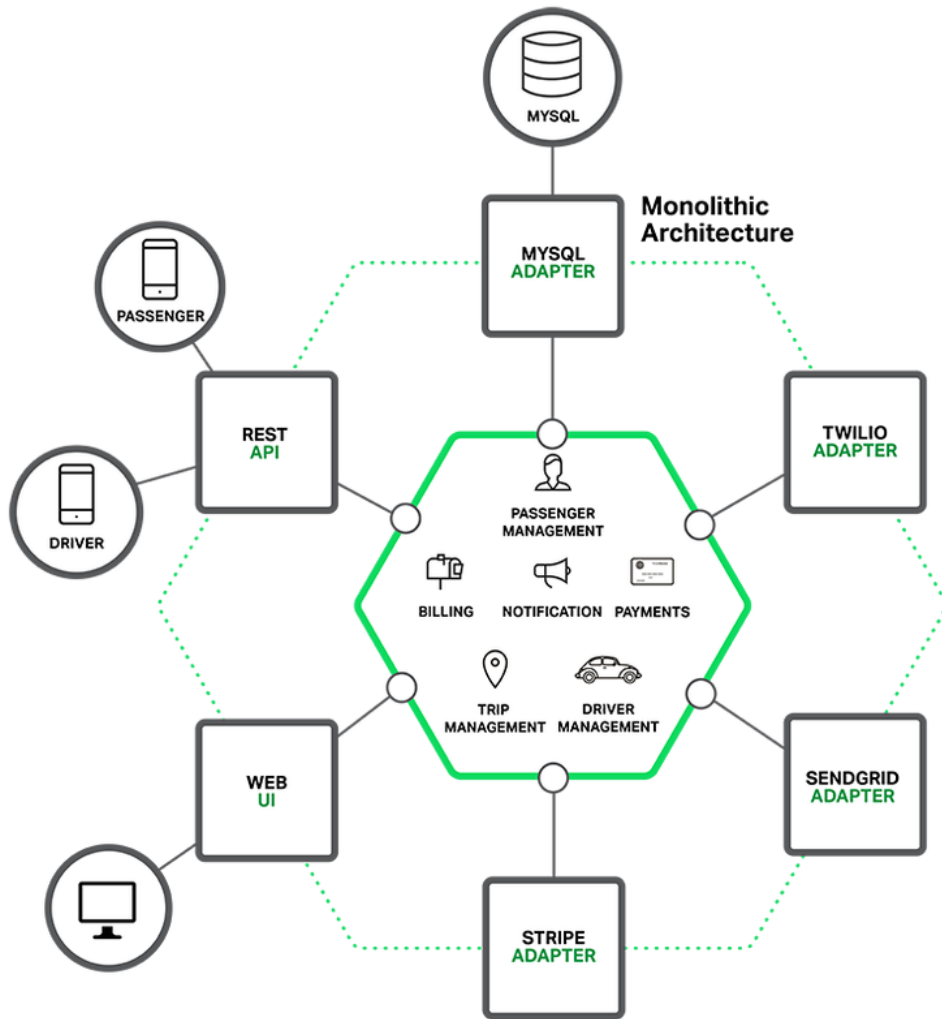 MYSQL
Monolithic
Architecture
MYSQL
ADAPTER
PASSENGER
REST
API
TWILIO
ADAPTER
DRIVER
PASSENGER
MANAGEMENT
BILLING
NOTIFICATION
PAYMENTS
TRIP
MANAGEMENT
DRIVER
MANAGEMENT
WEB
UI
SENDGRID
ADAPTER
STRIPE
ADAPTER